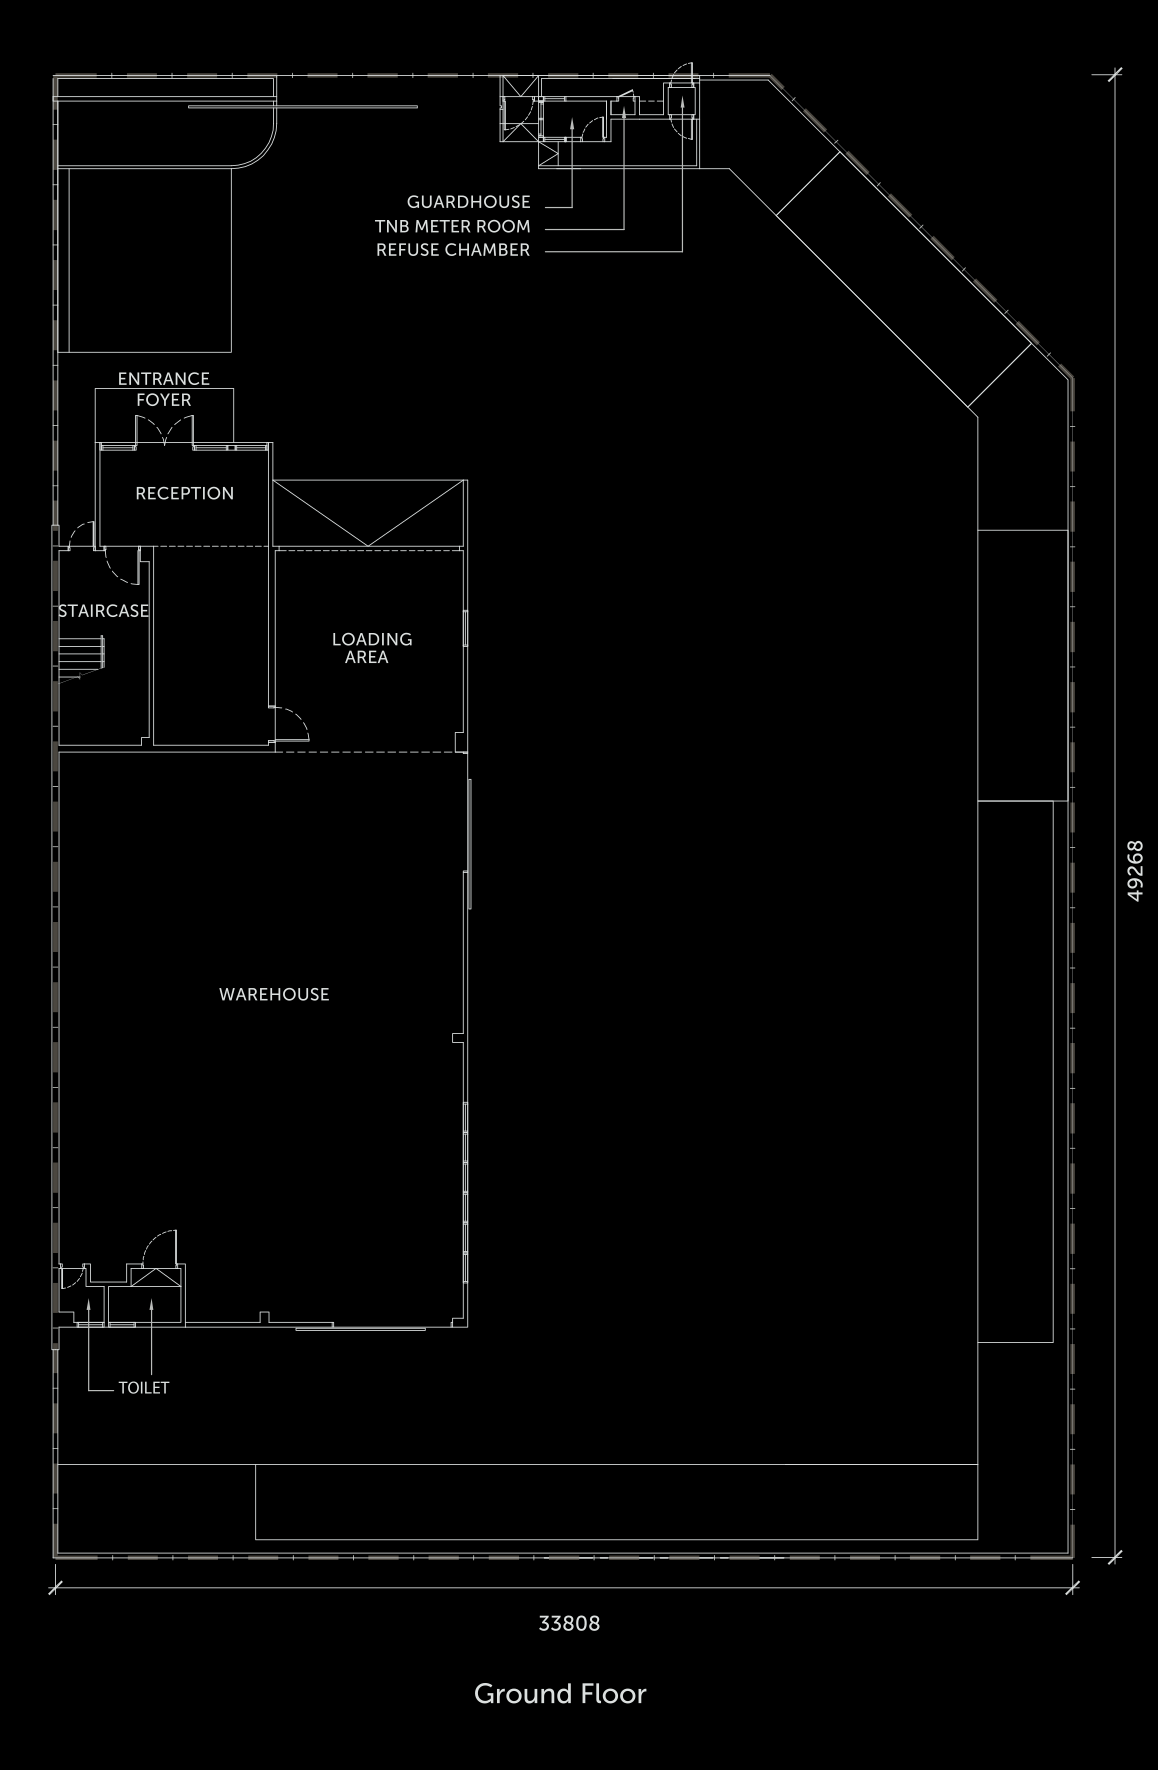 GUARDHOUSE
TNB METER ROOM
REFUSE CHAMBER
ENTRANCE
FOYER
RECEPTION
STAIRCASE
LOADING
AREA
49268
WAREHOUSE
TOILET
33808
Ground Floor